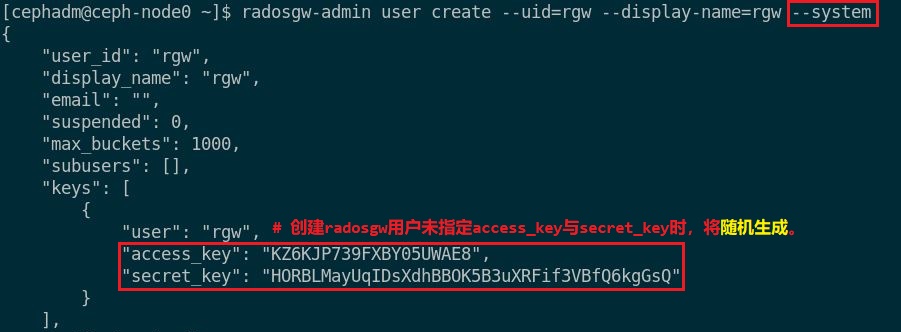 [cephadm@ceph-node0 ~]$ radosgw-admin user create --uid=rgw --display-name=rgw --system
{
    "user_id": "rgw",
    "display_name": "rgw",
    "email": "",
    "suspended": 0,
    "max_buckets": 1000,
    "subusers": [],
    "keys": [
        {
            "user": "rgw", # 创建radosgw用户未指定access_key与secret_key时，将随机生成。
            "access_key": "KZ6KJP739FXBY05UWAE8",
            "secret_key": "HORBLMayUqIDsXdhBBOK5B3uXRFif3VBfQ6kgGsQ"
        }
    ],